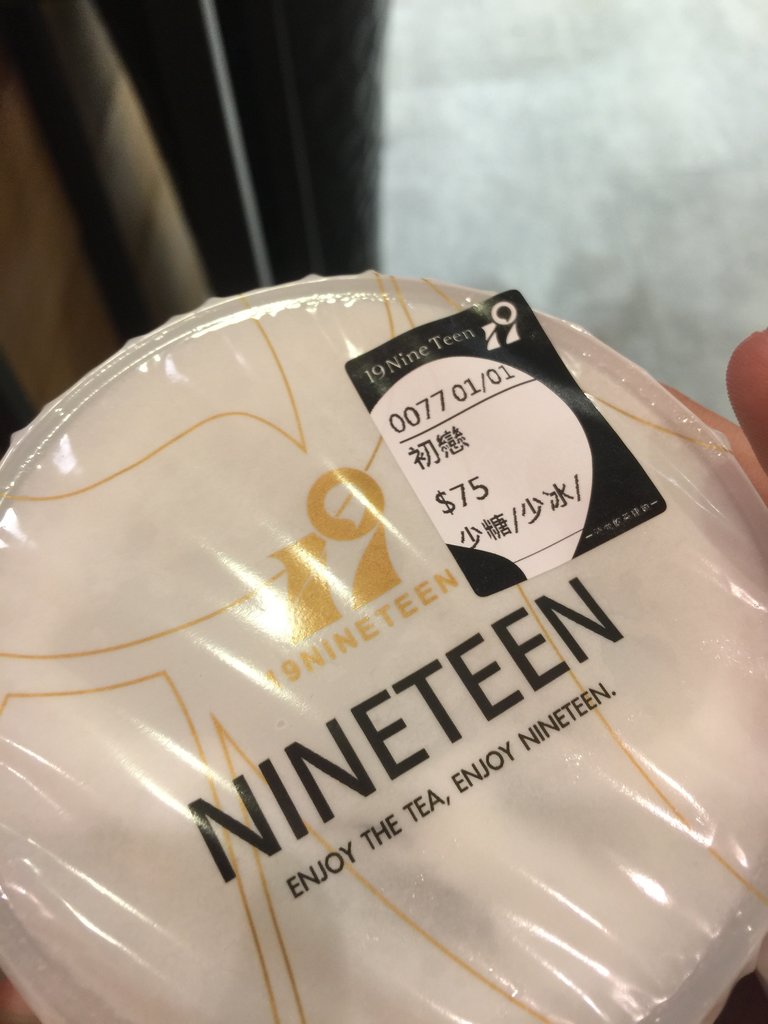 19 Nine Teen
0077 01/01
初戀
$75
少糖/少冰/
19NINETEEN
NINETEEN
ENJOY THE TEA, ENJOY NINETEEN.